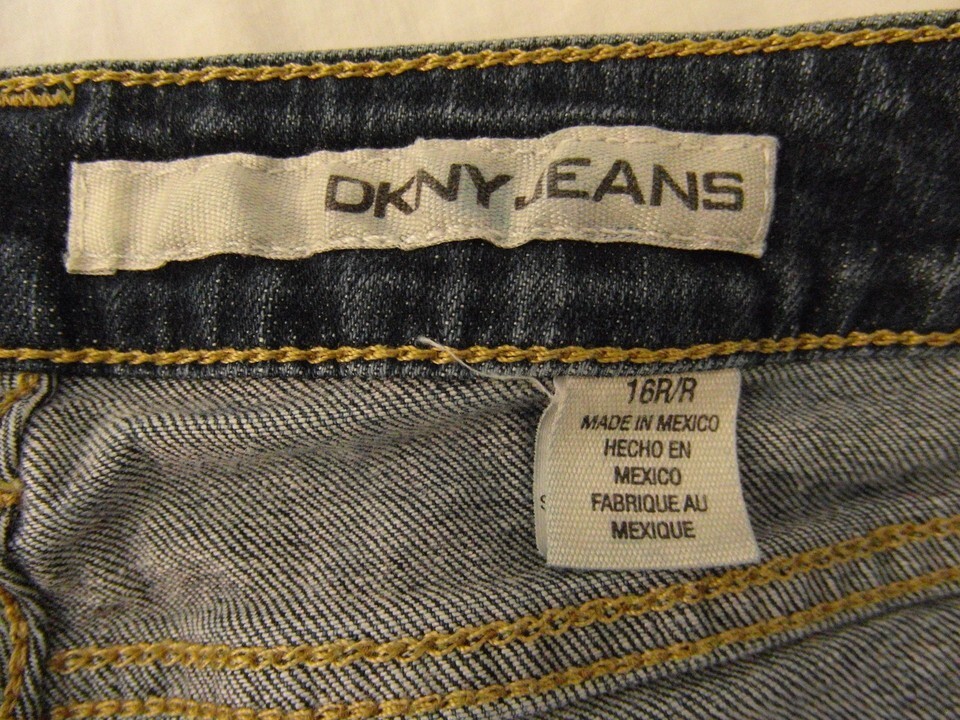 DKNY JEANS
16R/R
MADE IN MEXICO
HECHO EN
MEXICO
FABRIQUE AU
MEXIQUE